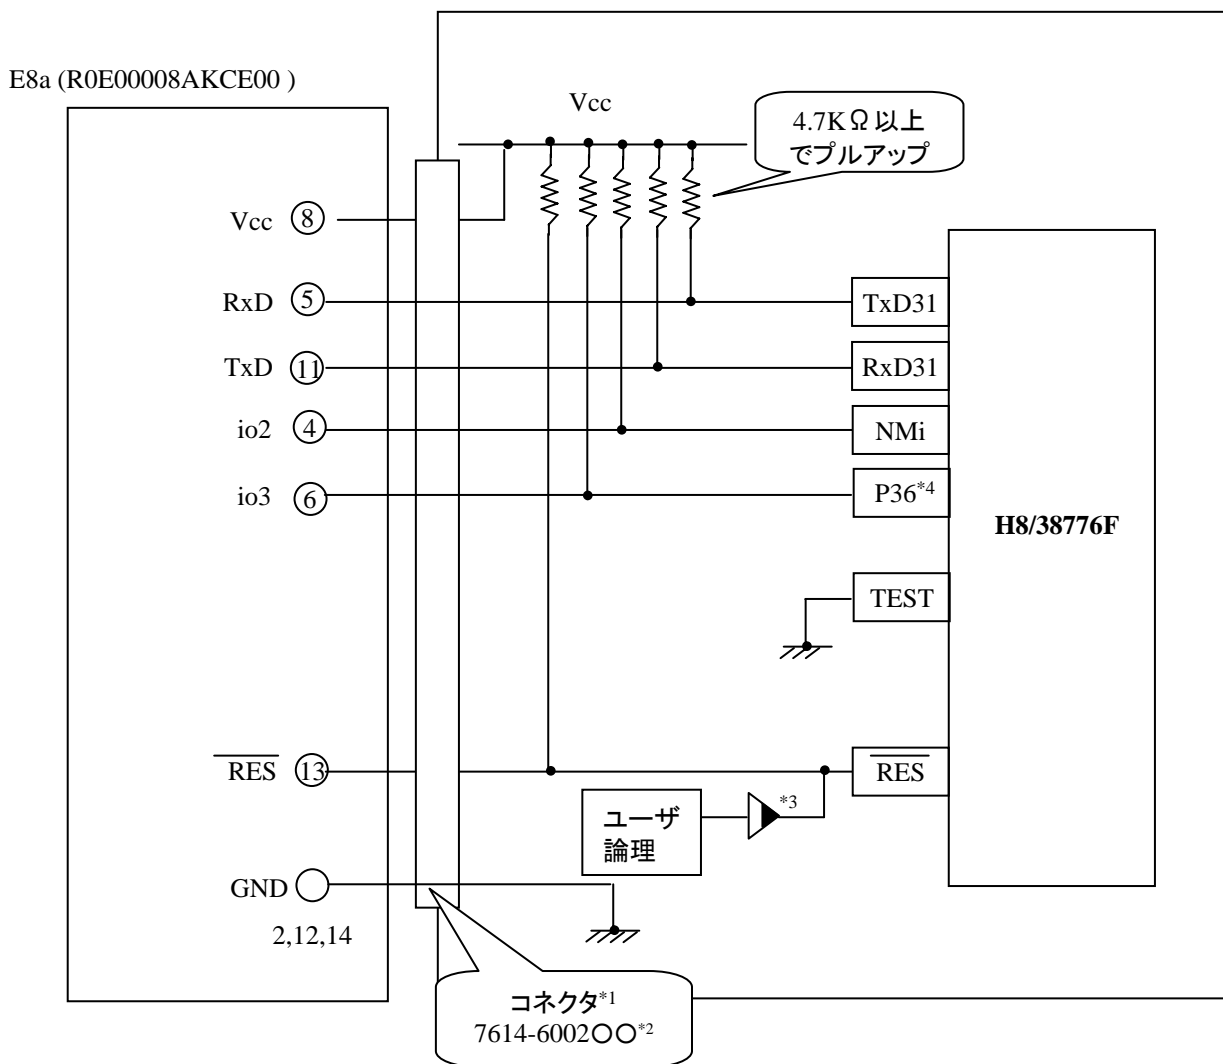 E8a (R0E00008AKCE00 )
Vcc
4.7KΩ以上
でプルアップ
Vcc 8
RxD 5
TxD31
TxD 11
RxD31
io2 4
NMi
io3 6
P36*4
H8/38776F
TEST
RES 13
RES
*3
ユーザ
論理
GND
2,12,14
コネクタ*1
7614-6002〇〇*2